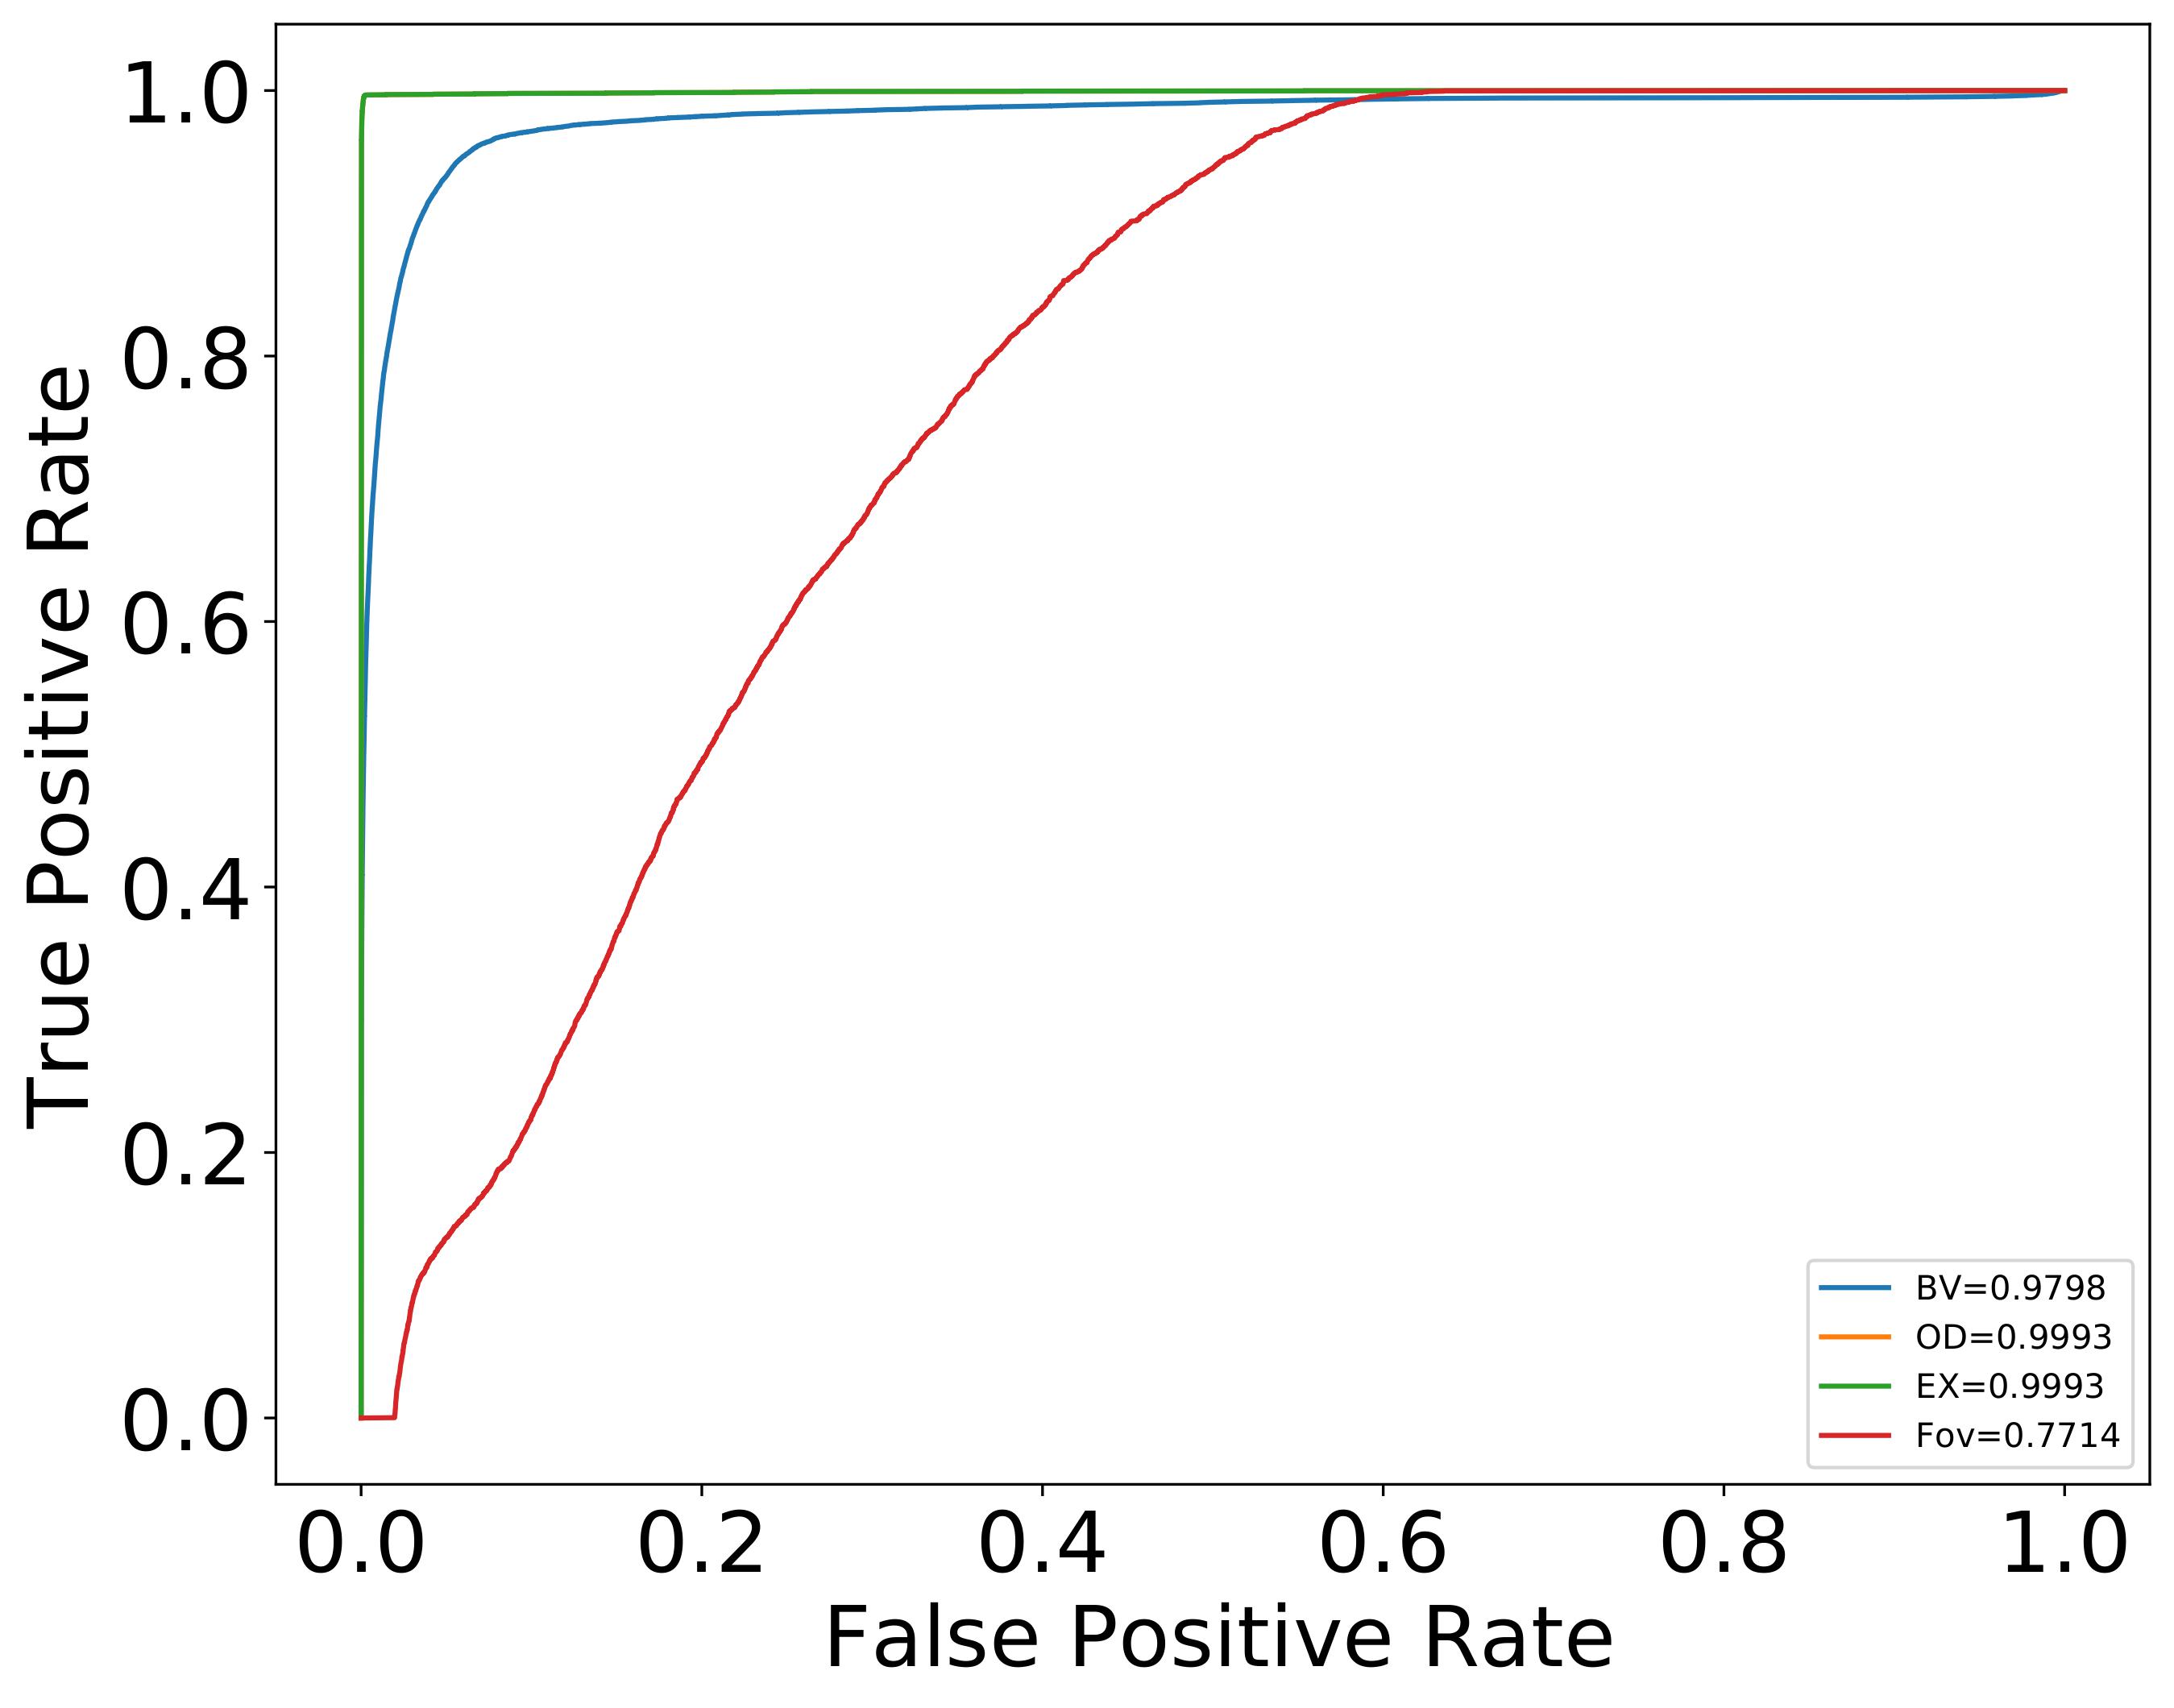 True Positive Rate
1.0
0.8
0.6
0.4
0.2
0.0
BV=0.9798
OD=0.9993
EX=0.9993
Fov=0.7714
0.0 0.2 0.4 0.6 0.8 1.0
False Positive Rate